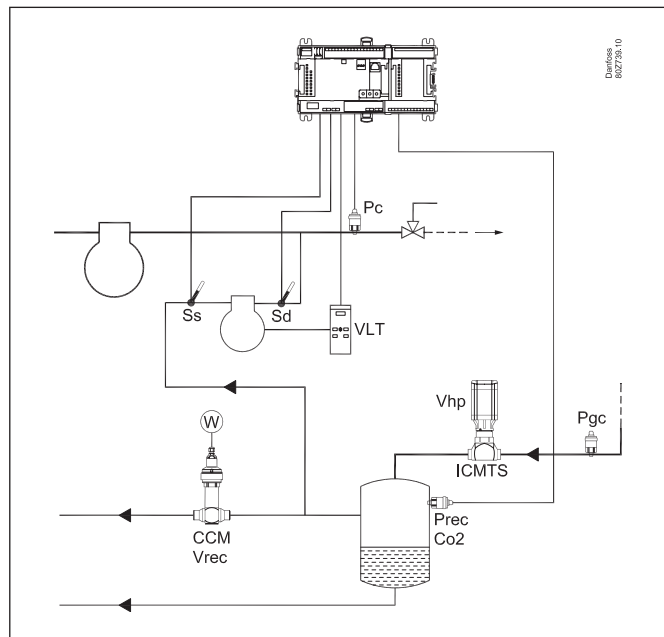 Danfoss
80Z739.10
Pc
Ss
Sd
VLT
Vhp
Pgc
W
ICMTS
CCM
Vrec
Prec
Co2